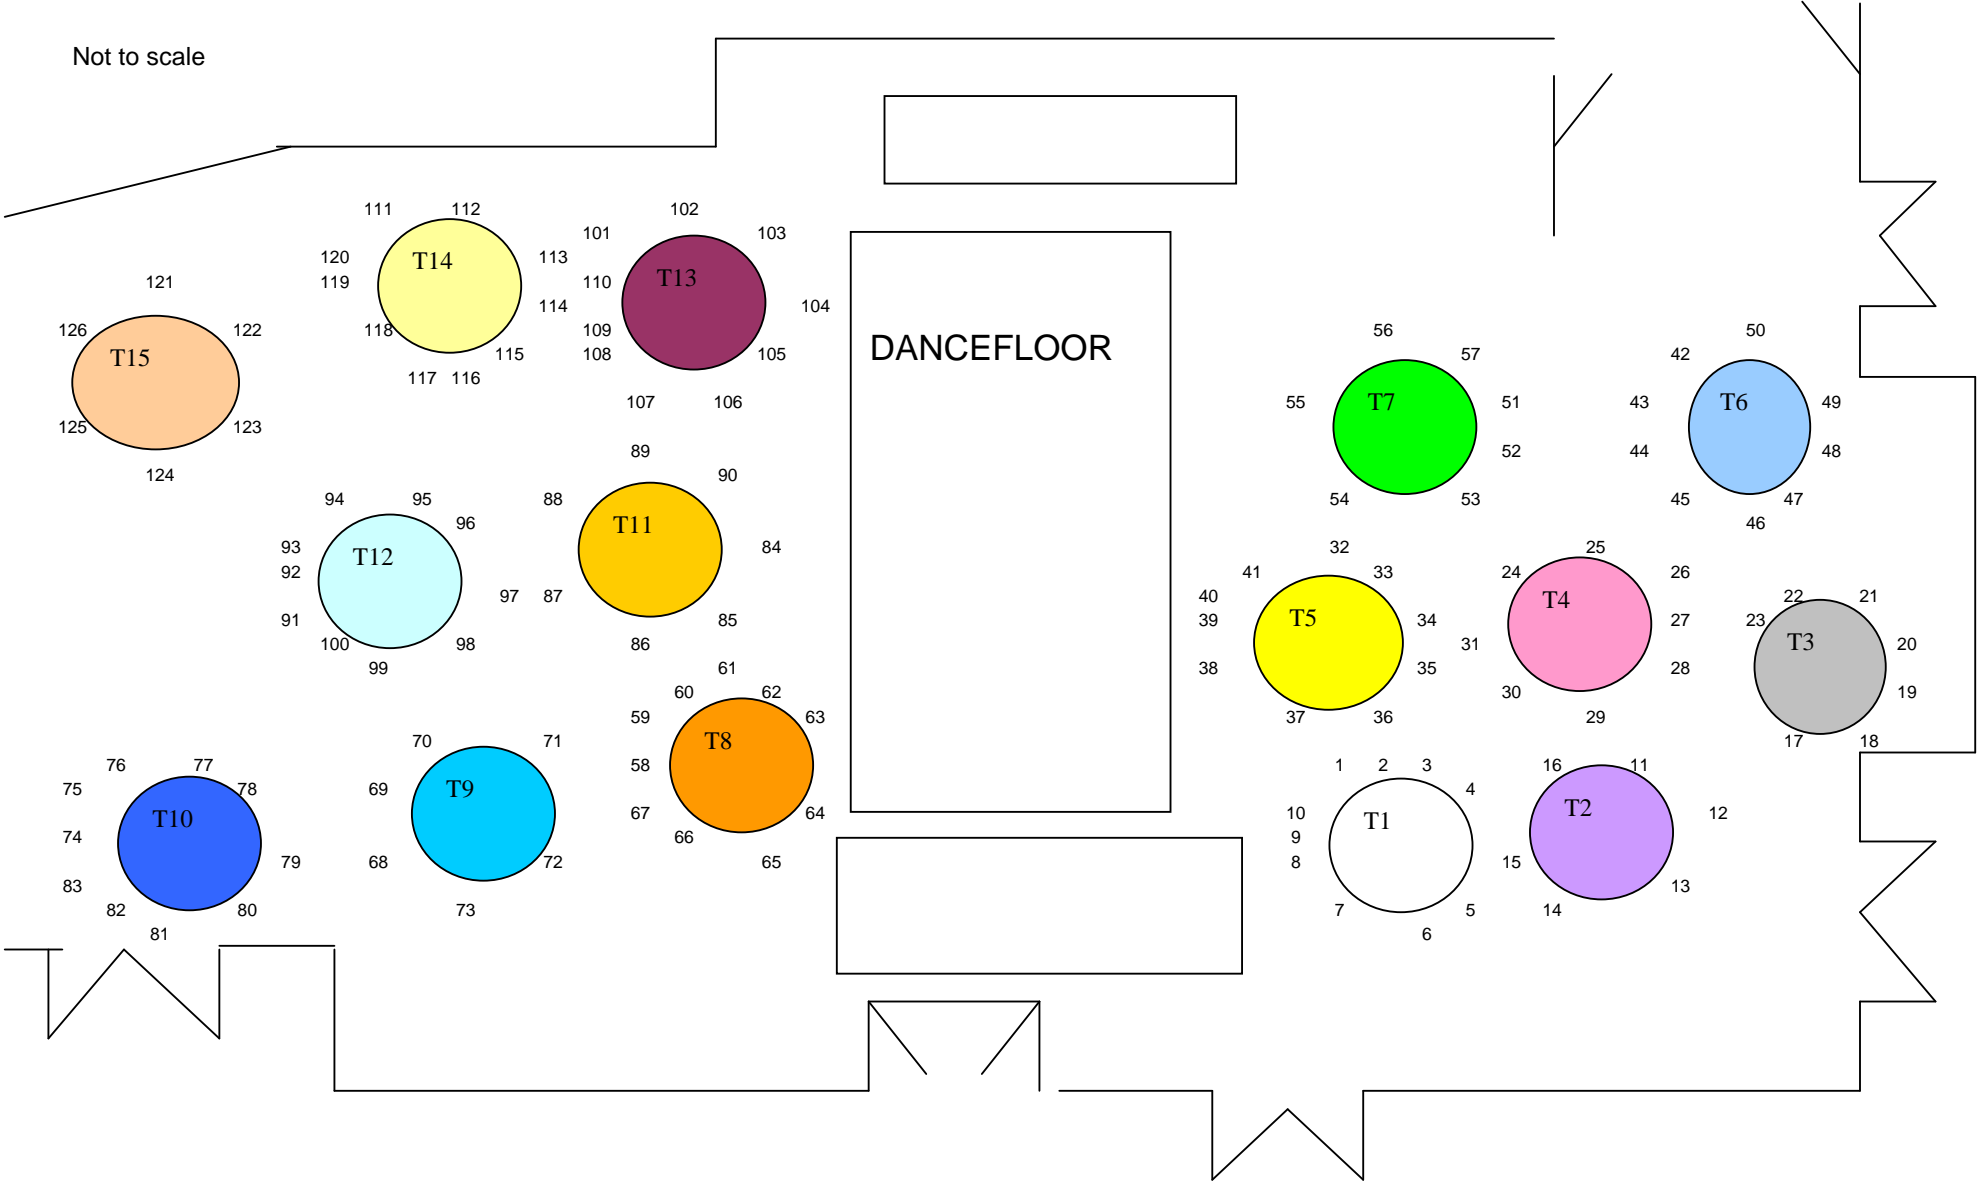 Not to scale
111 112 102
101 103
120 T14 113
T13
121 119 110
114 104
126 122 118 109 56 50
T15 115 108 105 DANCEFLOOR 57 42
117 116
107 106 55 T7 51 43 T6 49
125 123
89 52 44 48
124 90
94 95 88 54 53 45 47
96 T11 46
93 T12 84 32 25
92 41 33 24 26
97 87 40 T4 22 21
91 85 39 T5 34 27 23
100 98 86 31 T3 20
99 61 38 35 28
60 62 30 19
59 63 37 36 29
70 71 T8 17 18
76 77 58 1 2 3 16 11
75 78 69 T9 4
T10 67 64 10 T1 T2 12
74 66 9
79 68 72 65 8 15
83 13
82 80 73 7 5 14
81 6